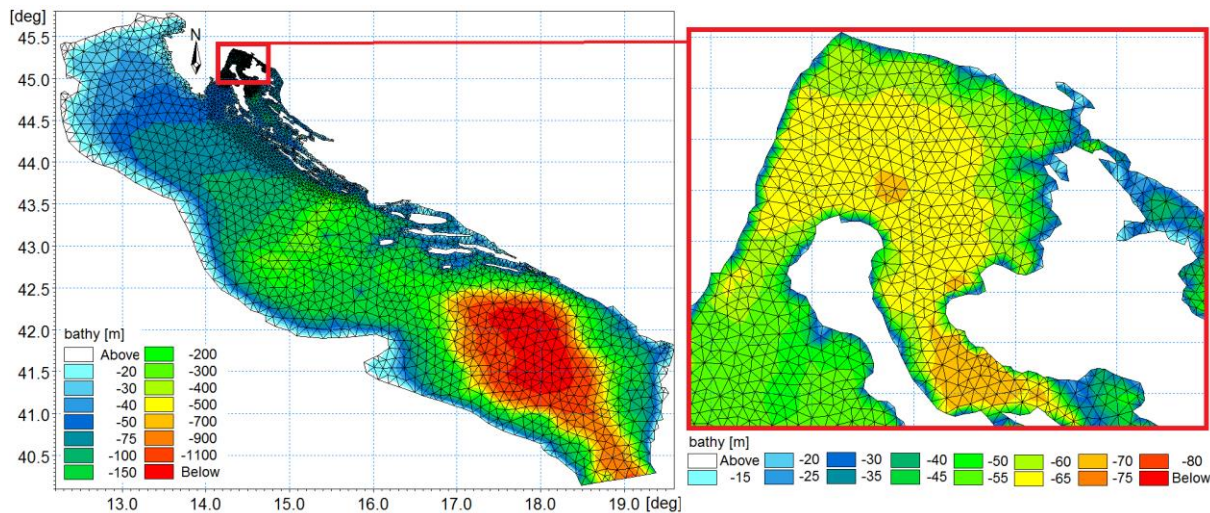 [deg]
45.5
45.0
44.5
44.0
43.5
43.0
42.5
42.0
41.5
41.0
40.5
N
bathy [m]
Above -200
-20 -300
-30 -400
-40 -500
-50 -700
-75 -900
-100 -1100
-150 Below
13.0 14.0 15.0 16.0 17.0 18.0 19.0 [deg]
bathy [m]
Above -20 -30 -40 -50 -60 -70 -80
-15 -25 -35 -45 -55 -65 -75 Below